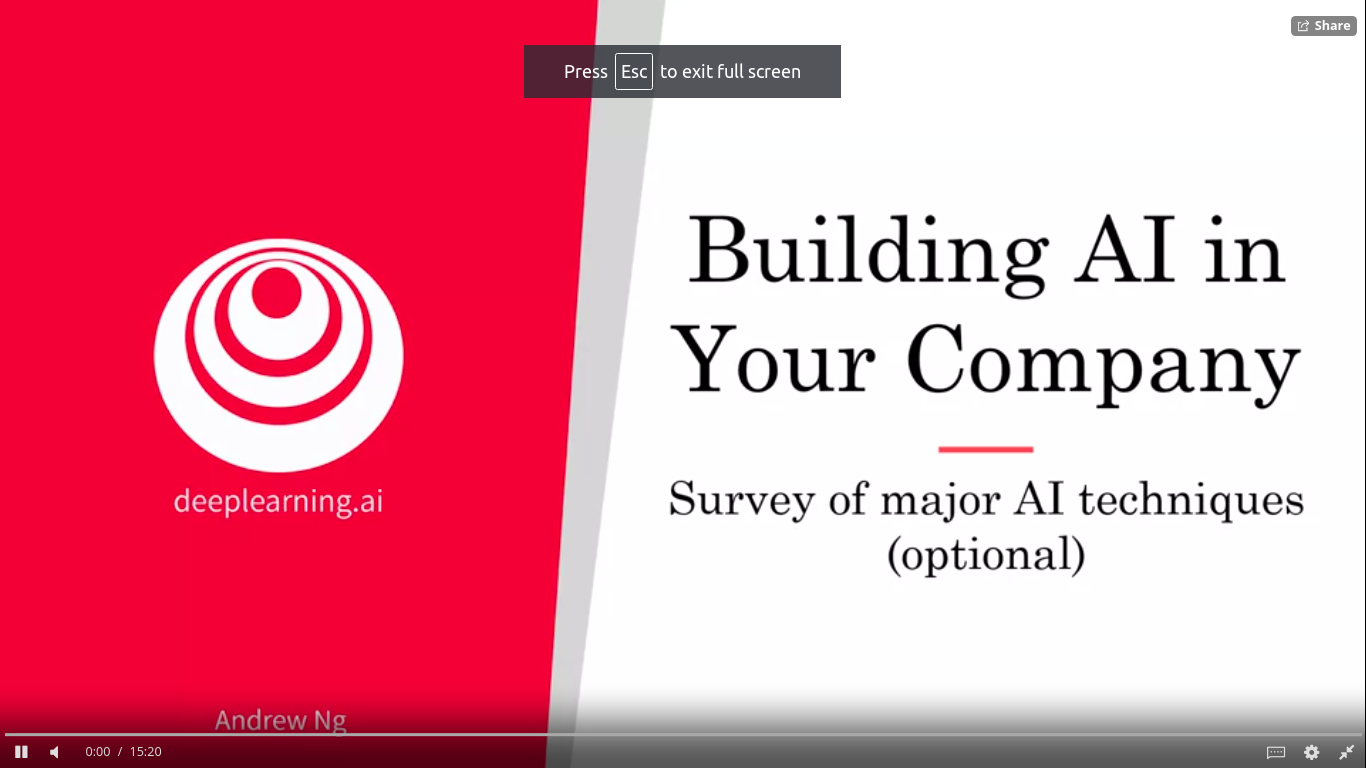 Share
Press Esc to exit full screen
Building AI in
Your Company
Survey of major AI techniques
(optional)
deeplearning.ai
Andrew Ng
0:00 / 15:20